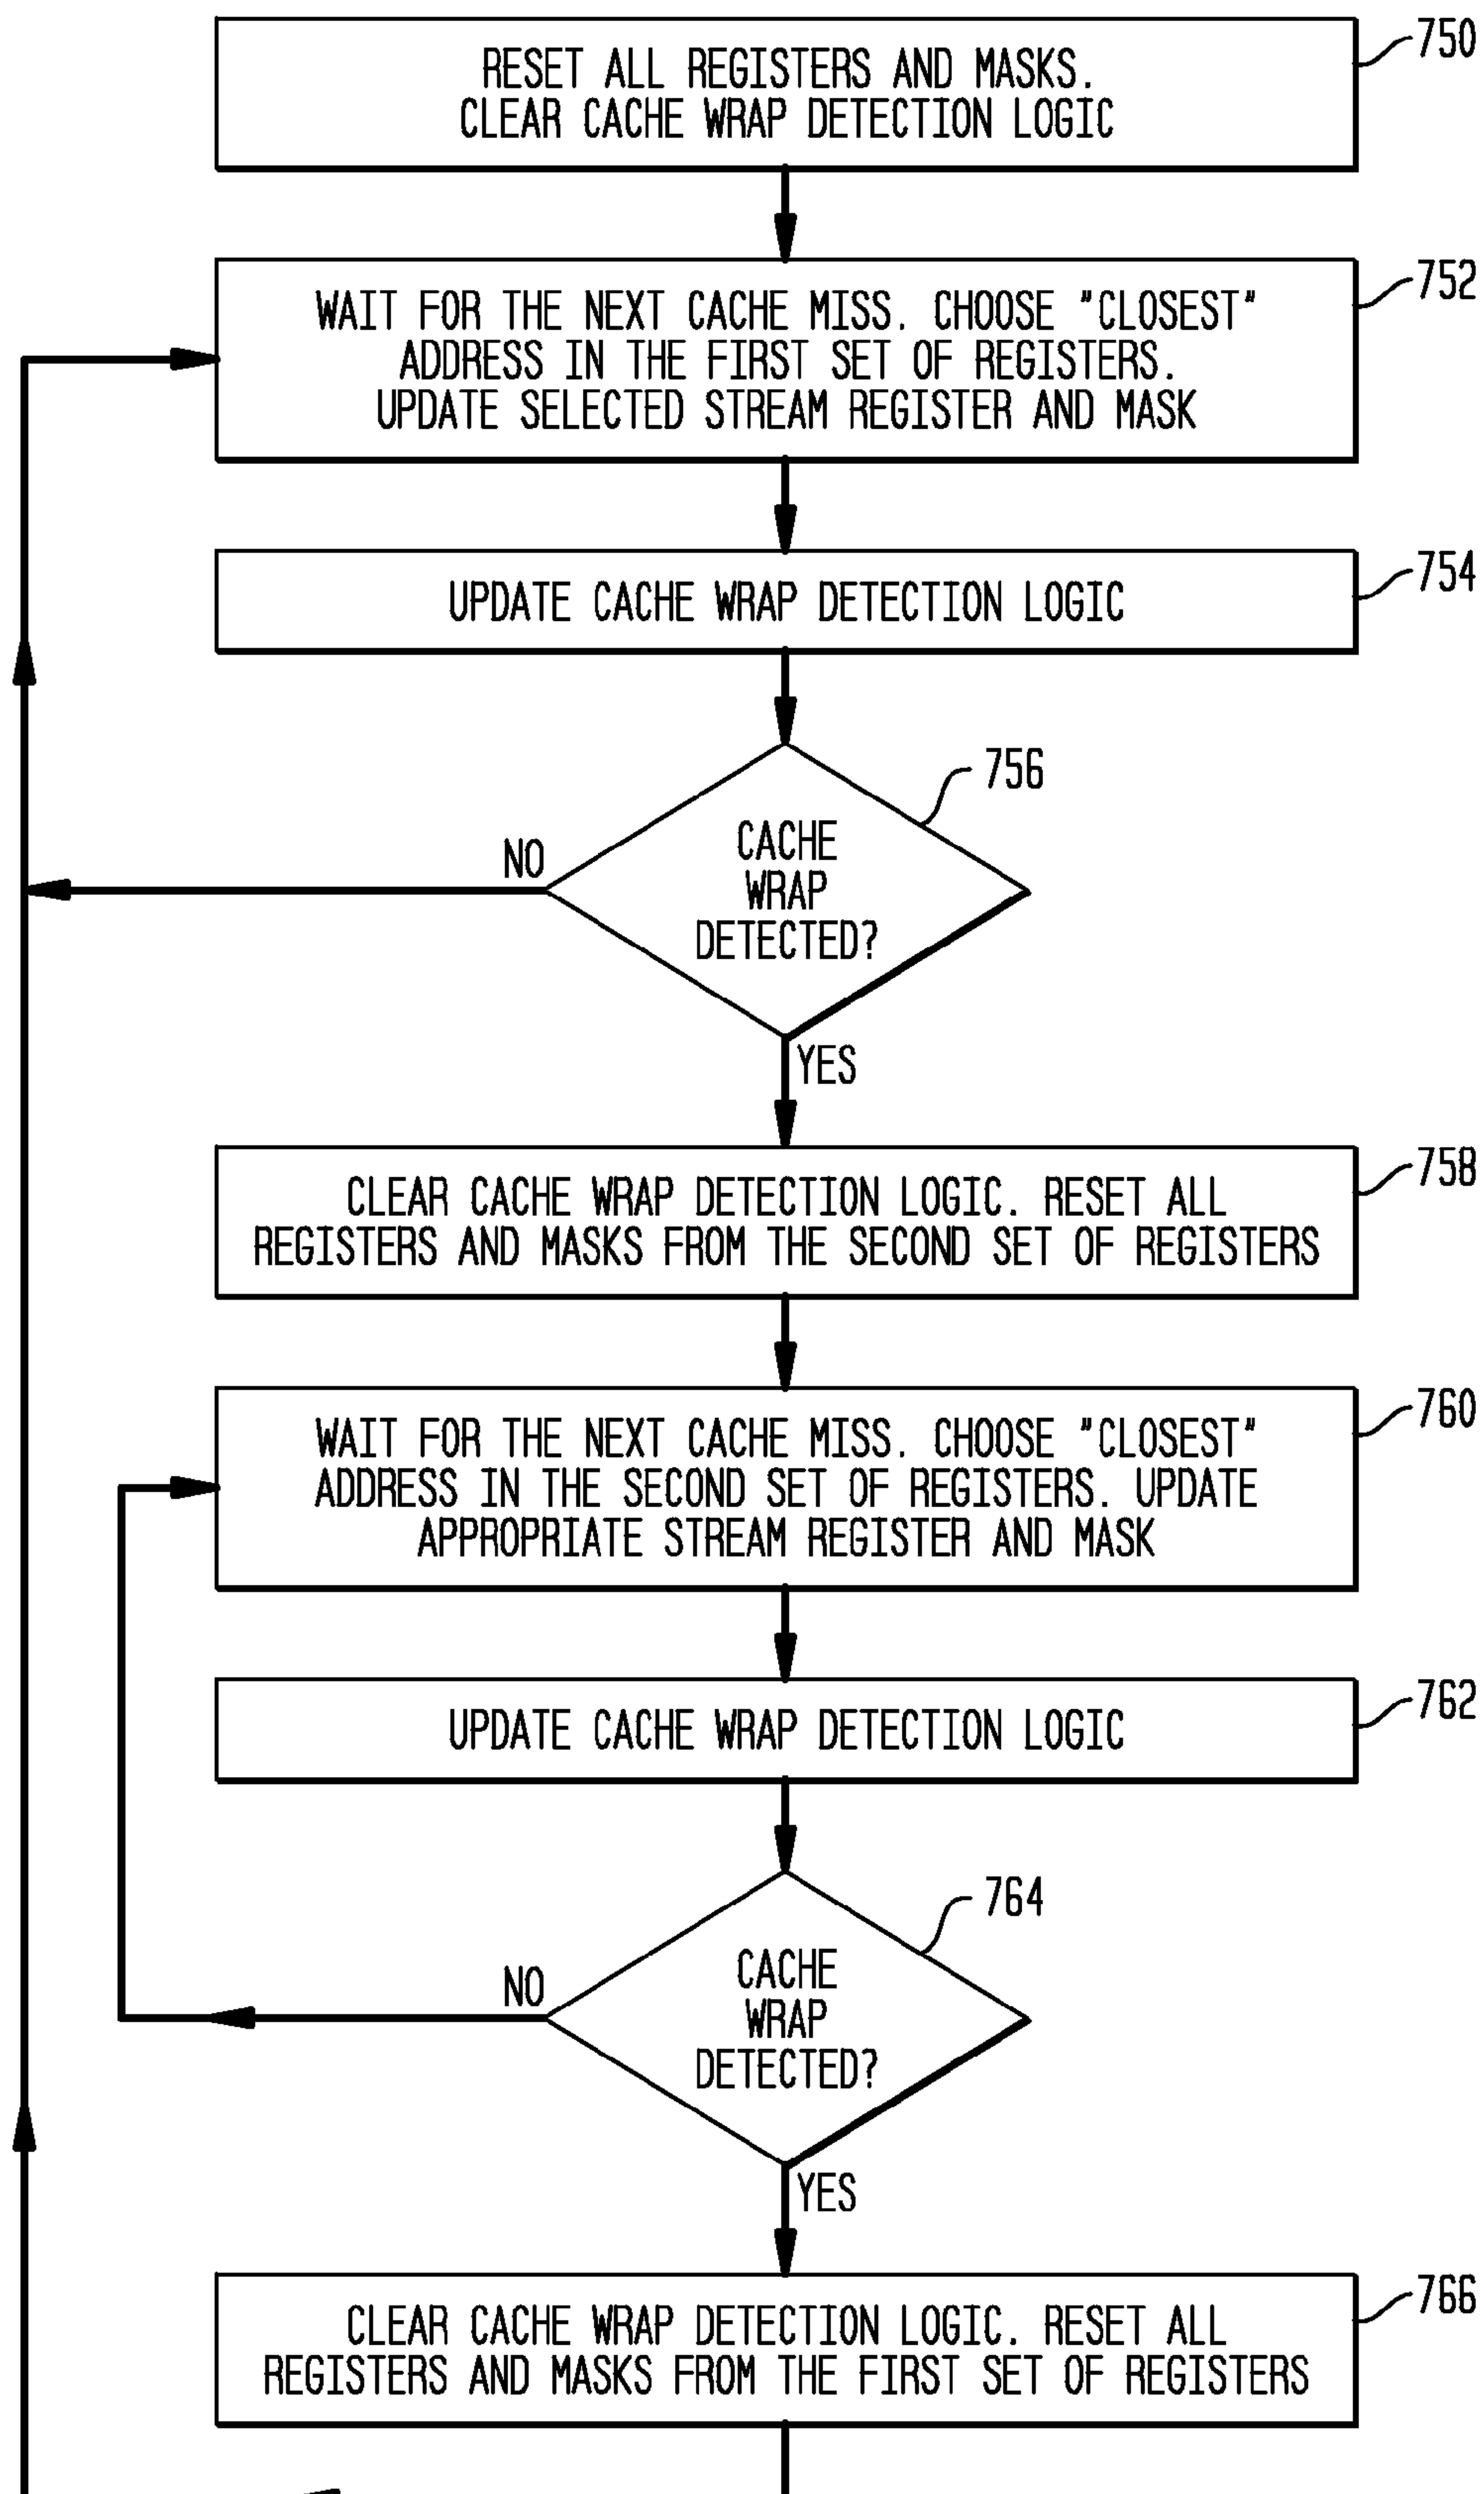 750
RESET ALL REGISTERS AND MASKS.
CLEAR CACHE WRAP DETECTION LOGIC
752
WAIT FOR THE NEXT CACHE MISS. CHOOSE "CLOSEST"
ADDRESS IN THE FIRST SET OF REGISTERS.
UPDATE SELECTED STREAM REGISTER AND MASK
754
UPDATE CACHE WRAP DETECTION LOGIC
756
NO
CACHE
WRAP
DETECTED?
YES
758
CLEAR CACHE WRAP DETECTION LOGIC. RESET ALL
REGISTERS AND MASKS FROM THE SECOND SET OF REGISTERS
760
WAIT FOR THE NEXT CACHE MISS. CHOOSE "CLOSEST"
ADDRESS IN THE SECOND SET OF REGISTERS. UPDATE
APPROPRIATE STREAM REGISTER AND MASK
762
UPDATE CACHE WRAP DETECTION LOGIC
764
NO
CACHE
WRAP
DETECTED?
YES
766
CLEAR CACHE WRAP DETECTION LOGIC. RESET ALL
REGISTERS AND MASKS FROM THE FIRST SET OF REGISTERS